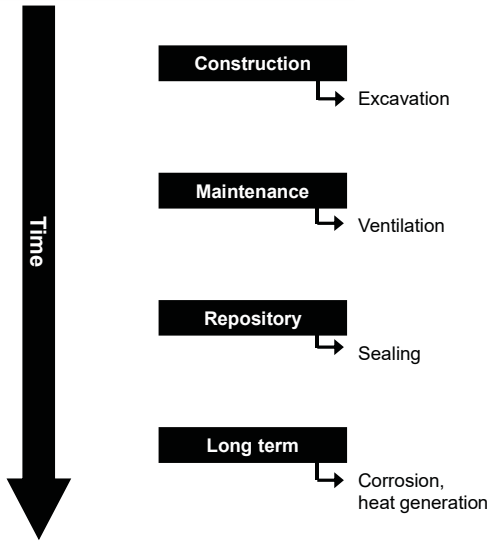 Time
Construction
Excavation
Maintenance
Ventilation
Repository
Sealing
Long term
Corrosion,
heat generation